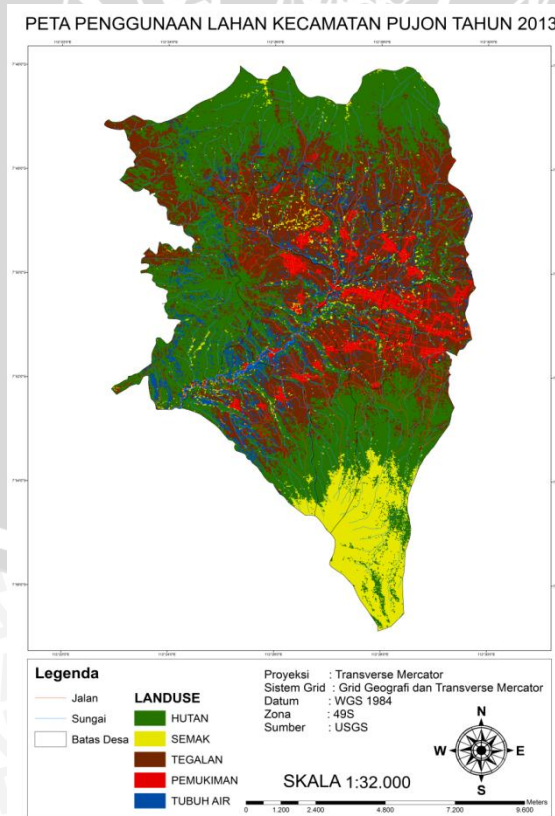 PETA PENGGUNAAN LAHAN KECAMATAN PUJON TAHUN 2013
Legenda
Jalan
Sungai
Batas Desa
LANDUSE
HUTAN
SEMAK
TEGALAN
PEMUKIMAN
TUBUH AIR
Proyeksi : Transverse Mercator
Sistem Grid : Grid Geografi dan Transverse Mercator
Datum : WGS 1984
Zona : 49S
Sumber : USGS
N
W E
S
SKALA 1:32.000
Meters
0 1.200 2.400 4.800 7.200 9.600